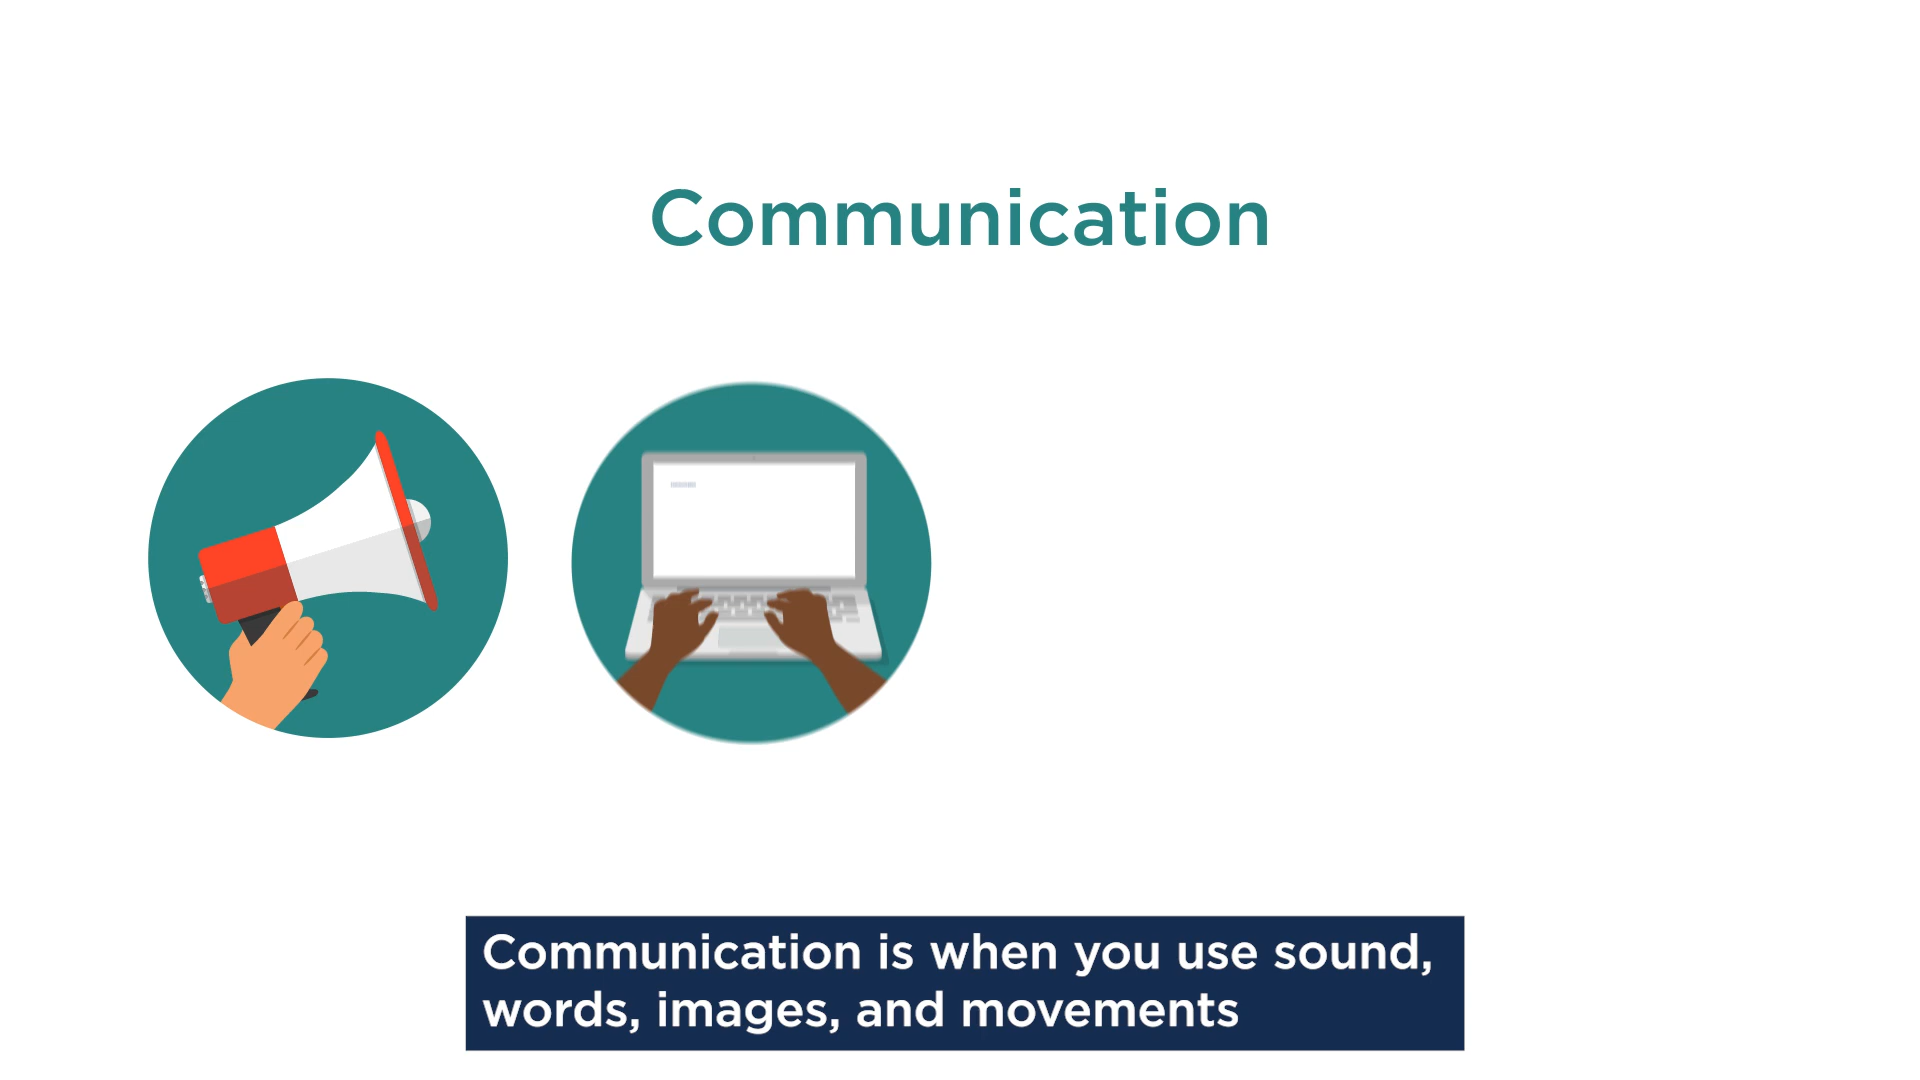 Communication
Communication is when you use sound,
words, images, and movements